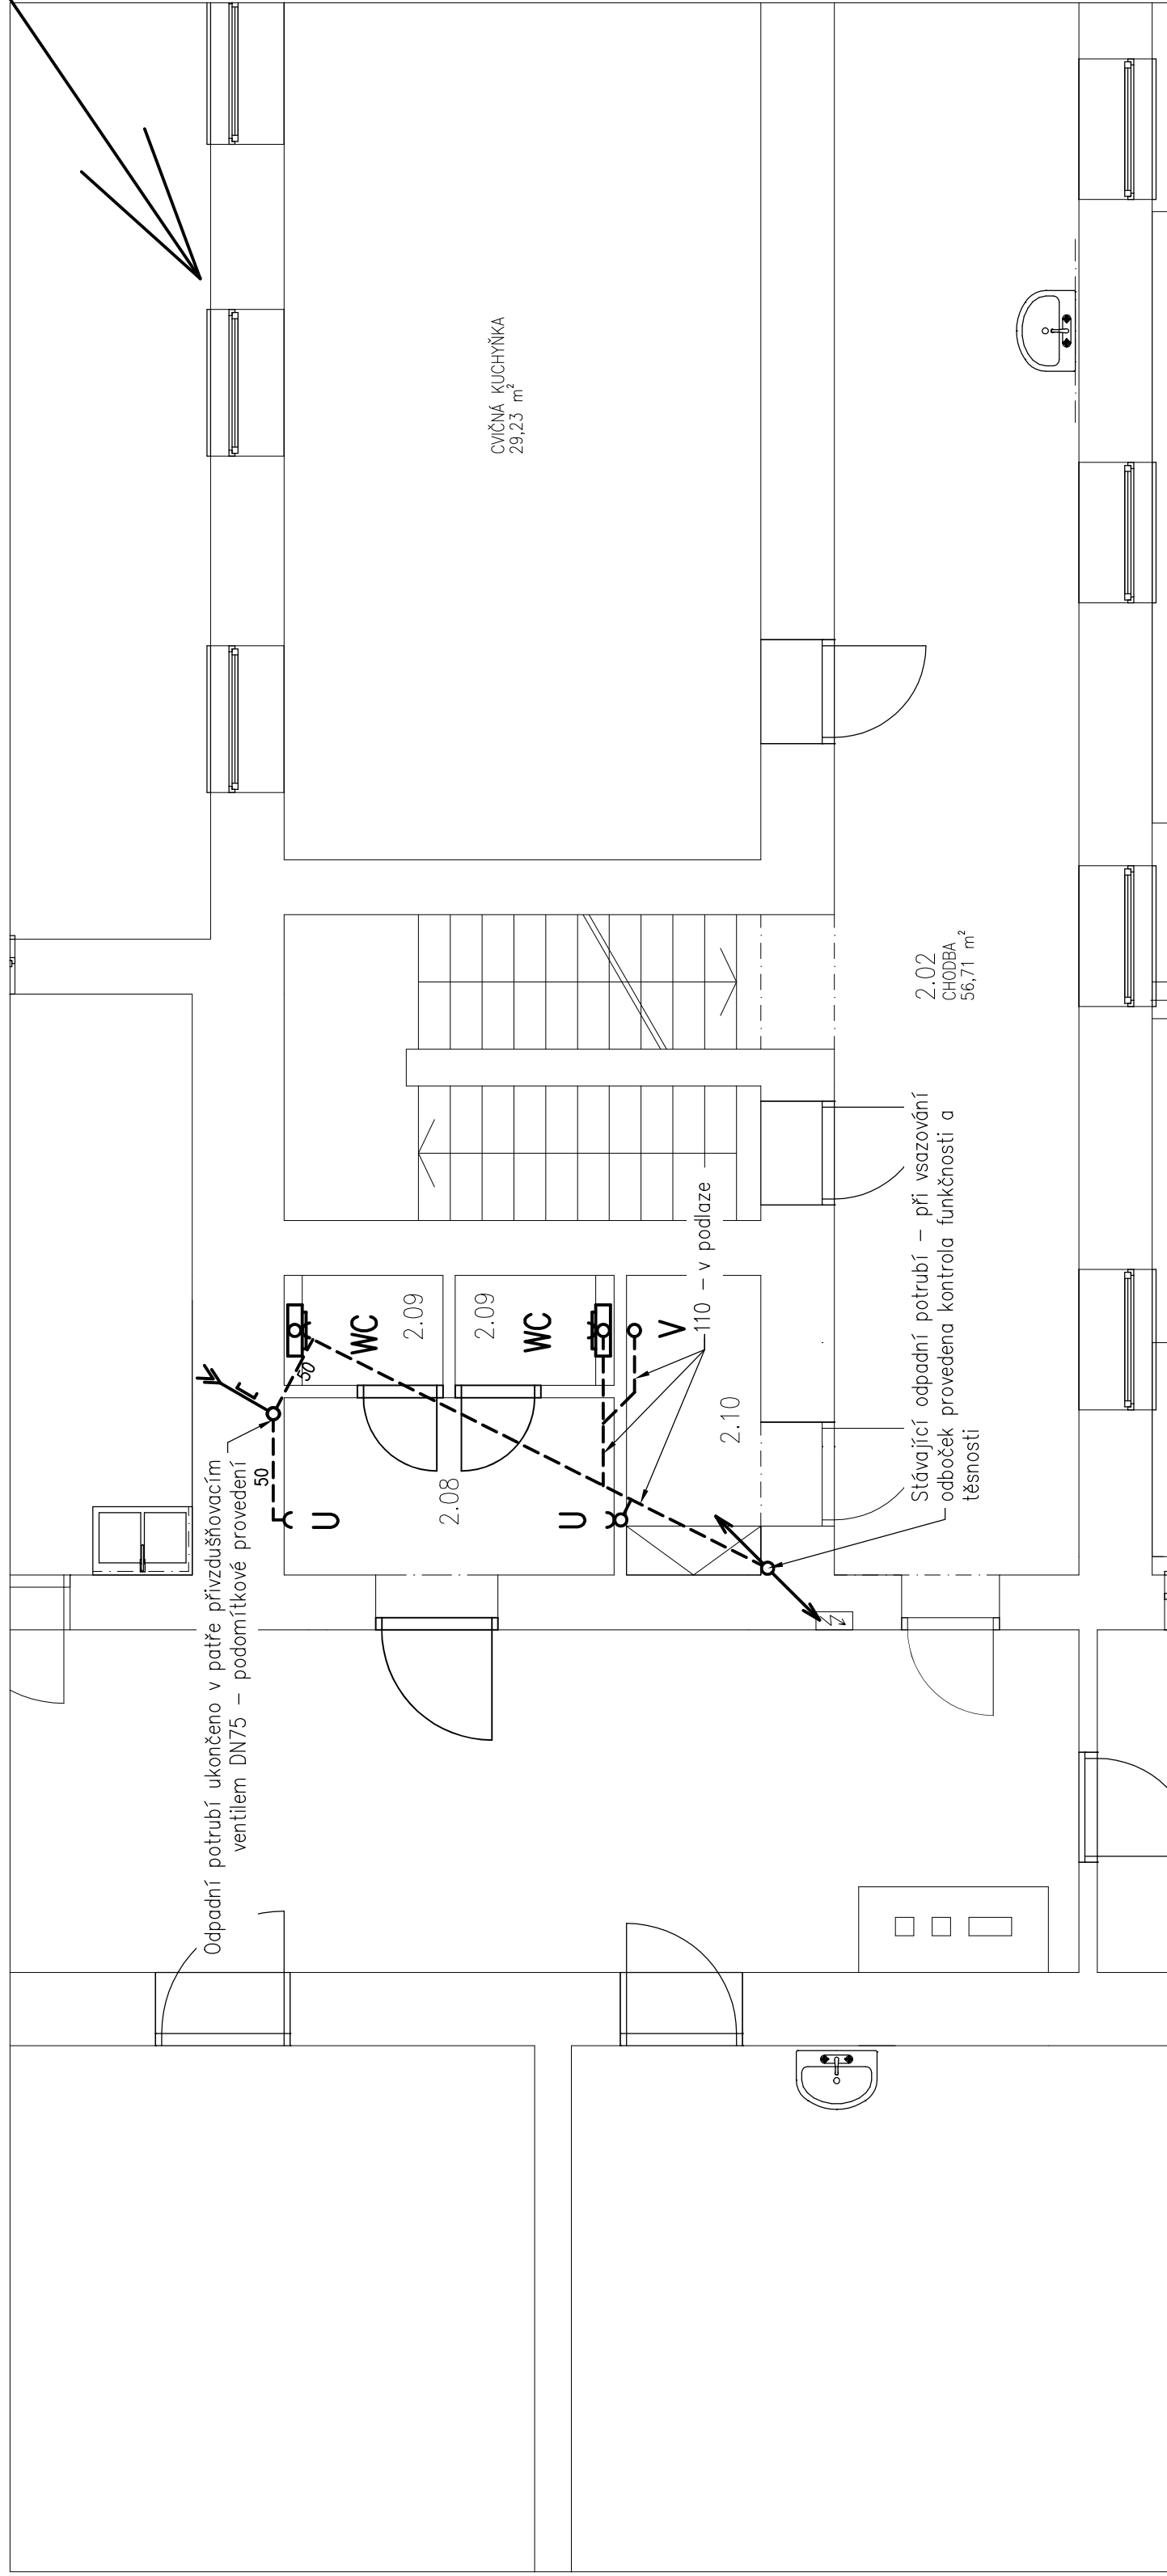 Odpadní potrubí ukončeno v patře přivzdušňovacím
ventilem DN75 – podomítkové provedení
50
50
U
U
WC
2.09
2.09
WC
V
2.08
2.10
110 – v podlaze
CVIČNÁ KUCHYŇKA
29,23 m²
2.02
CHODBA
56,71 m²
Stávající odpadní potrubí – při vsazování
odboček provedena kontrola funkčnosti a
těsnosti